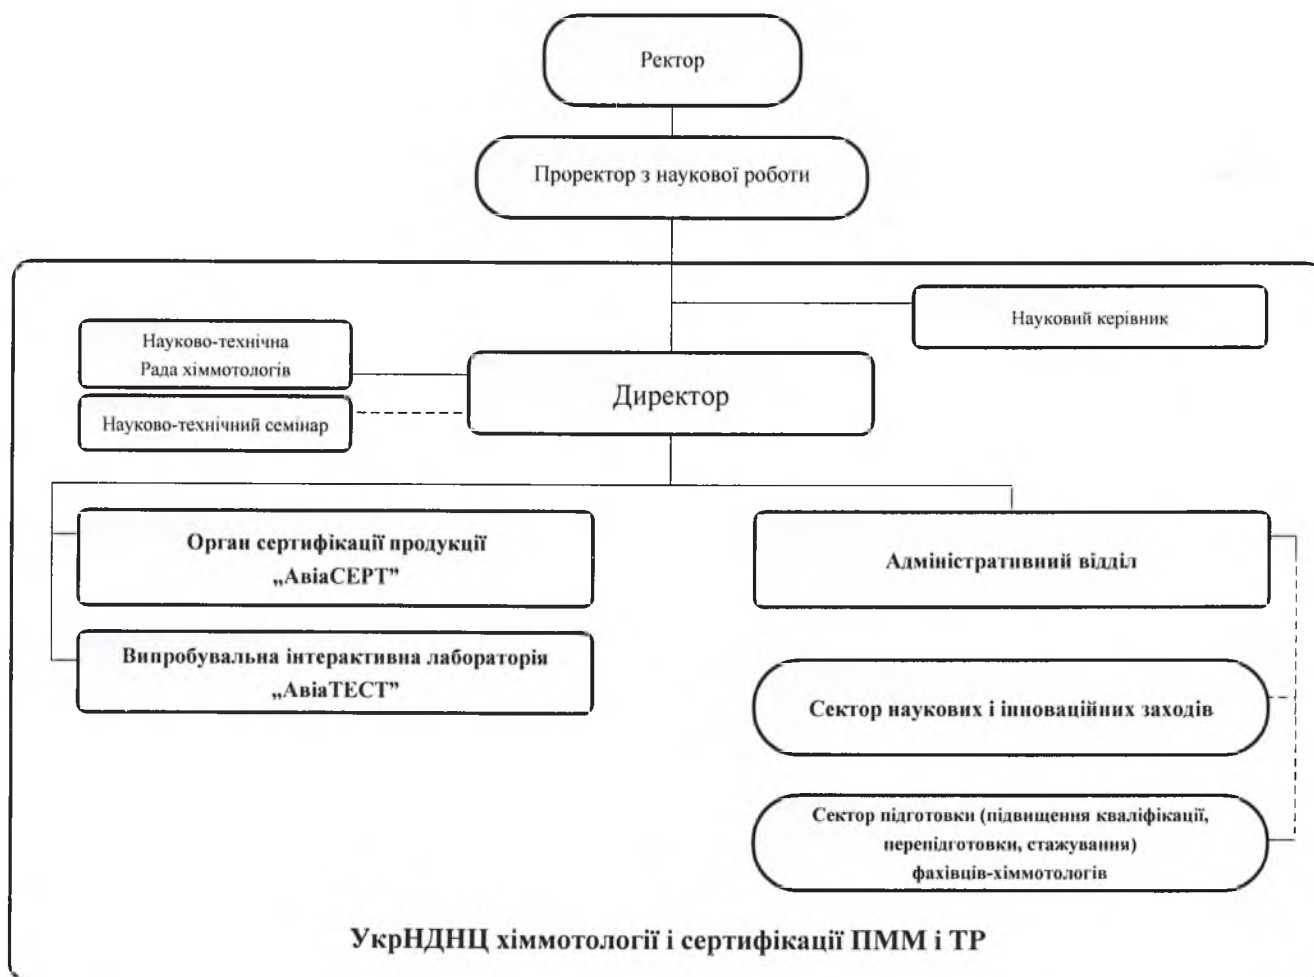 Ректор
Проректор з наукової роботи
Науковий керівник
Науково-технічна
Рада хіммотологів
Директор
Науково-технічний семінар
Орган сертифікації продукції
„АвіаСЕРТ”
Адміністративний відділ
Випробувальна інтерактивна лабораторія
„АвіаТЕСТ”
Сектор наукових і інноваційних заходів
Сектор підготовки (підвищення кваліфікації,
перепідготовки, стажування)
фахівців-хіммотологів
УкрНДНЦ хіммотології і сертифікації ПММ і ТР